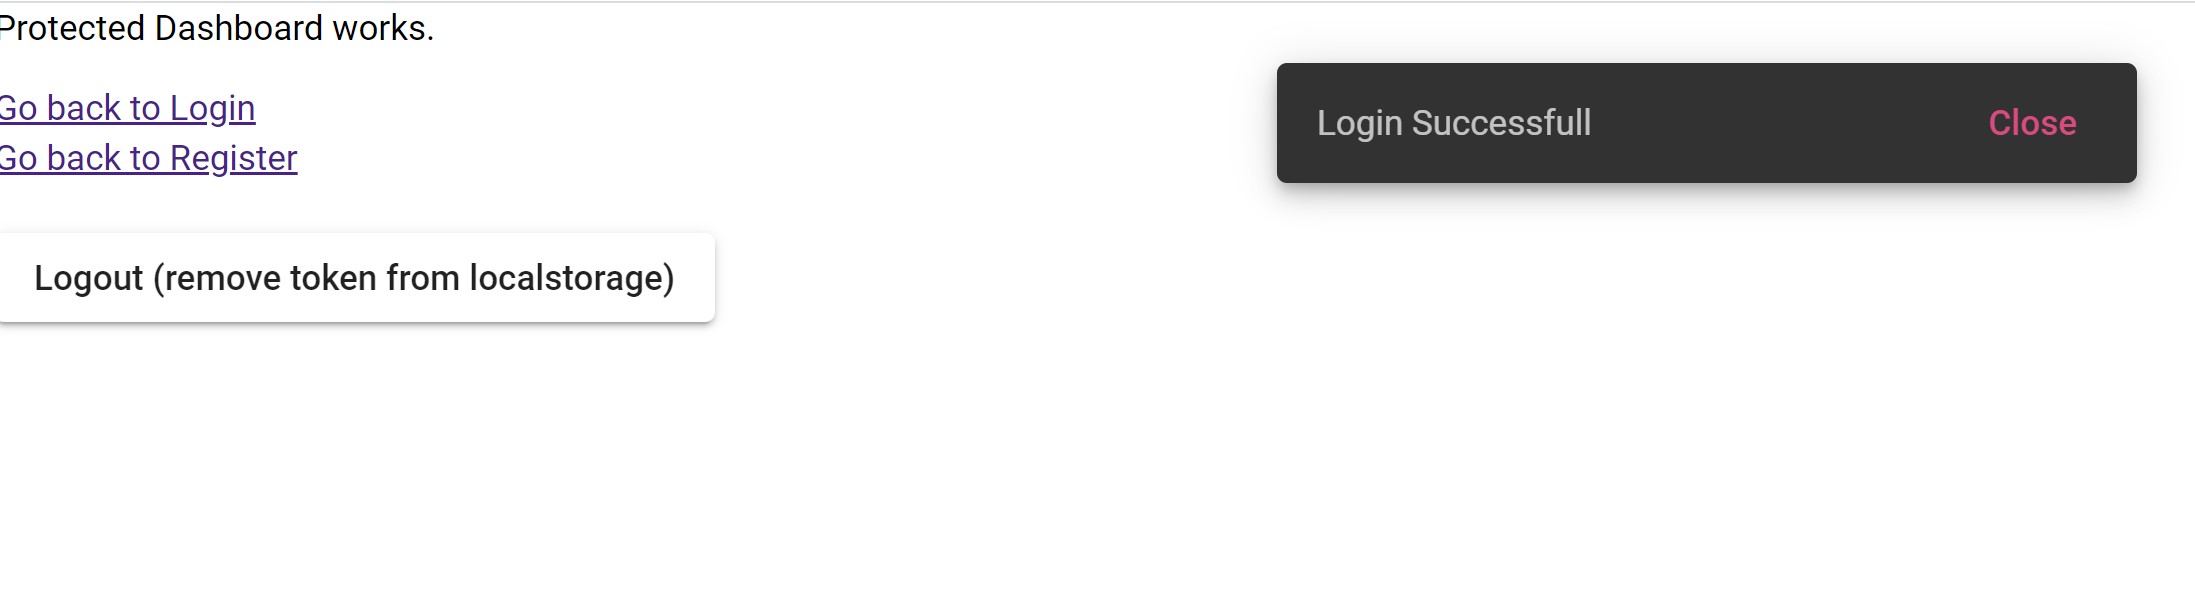 Protected Dashboard works.
Go back to Login
Go back to Register
Login Successfull
Close
Logout (remove token from localstorage)